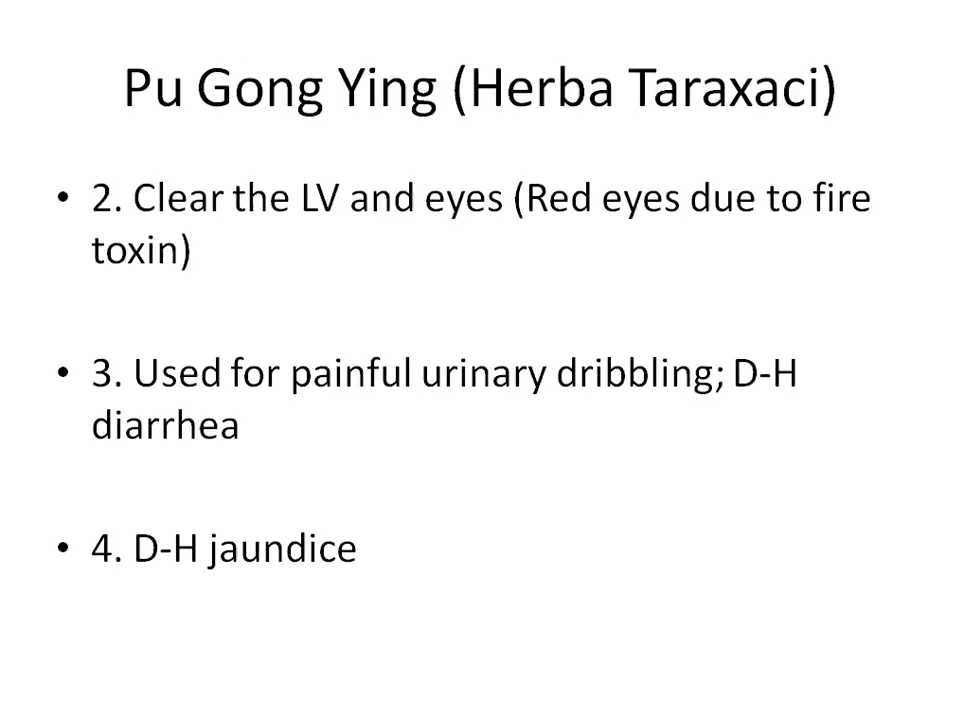 Pu Gong Ying (Herba Taraxaci)
• 2. Clear the LV and eyes (Red eyes due to fire
toxin)
• 3. Used for painful urinary dribbling; D-H
diarrhea
• 4. D-H jaundice